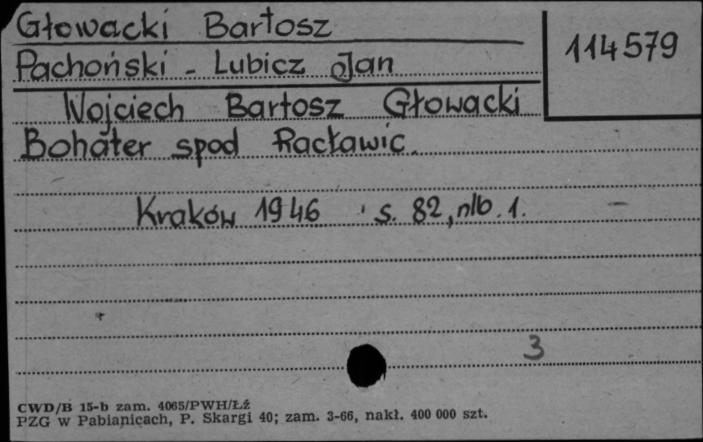 Głowacki Bartosz
114579
Pachoński - Lubicz Jan
Wojciech Bartosz Głowacki
Bohater spod Racławic.
Kraków 1946 s. 82, nlb. 1.
3
CWD/B 15-b zam. 4065/PWH/Łź
PZG w Pabianicach, P. Skargi 40; zam. 3-66, nakł. 400 000 szt.